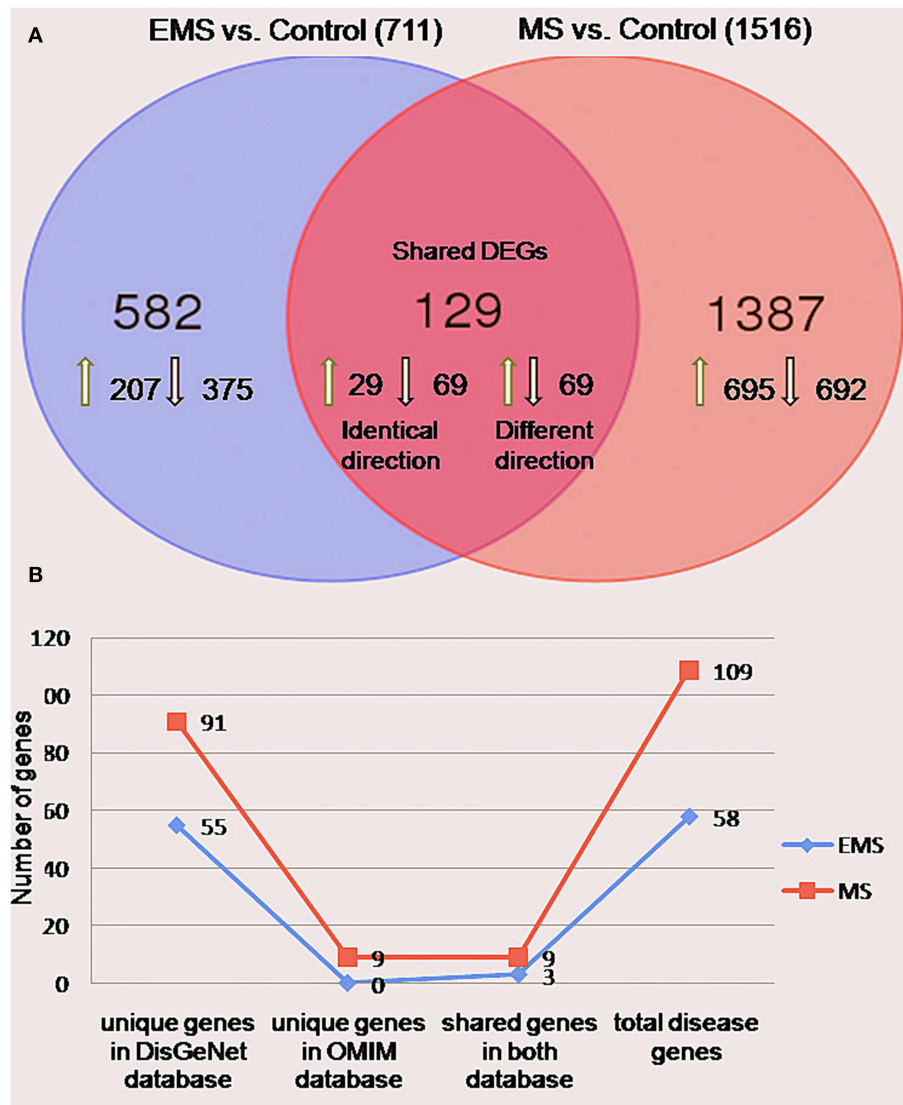 A
EMS vs. Control (711)
MS vs. Control (1516)
Shared DEGs
582
129
1387
207 375
29 69
69
695 692
Identical
direction
Different
direction
B
120
00
80
60
40
20
0
Number of genes
91
55
9
0
9
3
109
58
EMS
MS
unique genes
in DisGeNet
database
unique genes
in OMIM
database
shared genes
in both
database
total disease
genes